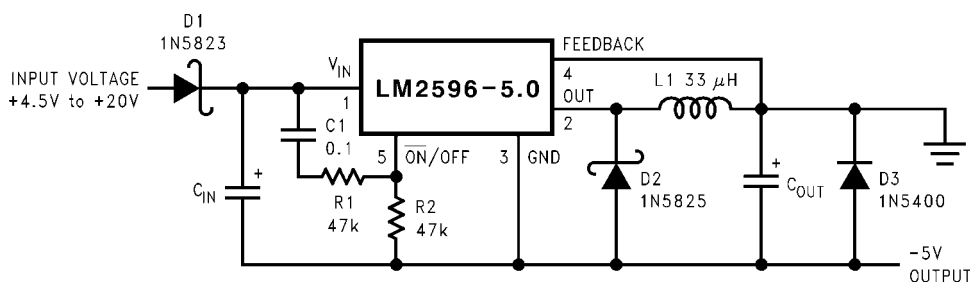 D1
1N5823
INPUT VOLTAGE
+4.5V to +20V
V_IN
1
LM2596-5.0
FEEDBACK
4
OUT
2
L1 33 μH
C1
0.1
5
O̅N̅/OFF
3
GND
C_IN
+
R1
47k
R2
47k
D2
1N5825
+
C_OUT
D3
1N5400
-5V
OUTPUT